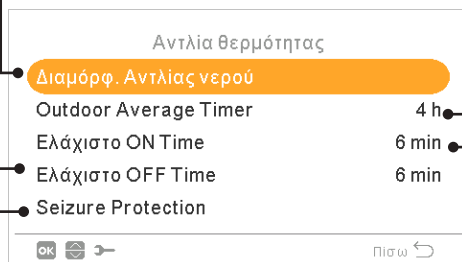 Αντλία θερμότητας
Διαμόρφ. Αντλίας νερού
Outdoor Average Timer 4 h
Ελάχιστο ON Time 6 min
Ελάχιστο OFF Time 6 min
Seizure Protection
OK Πίσω